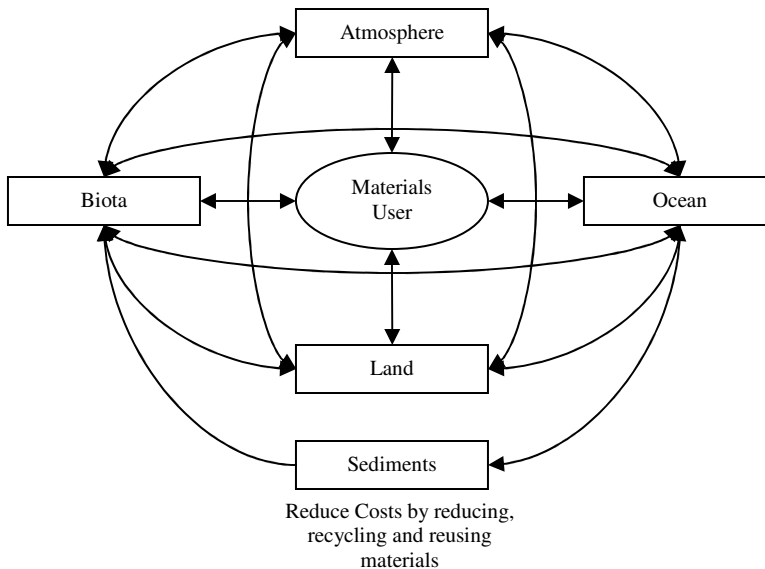 Atmosphere
Biota
Materials
User
Ocean
Land
Sediments
Reduce Costs by reducing,
recycling and reusing
materials